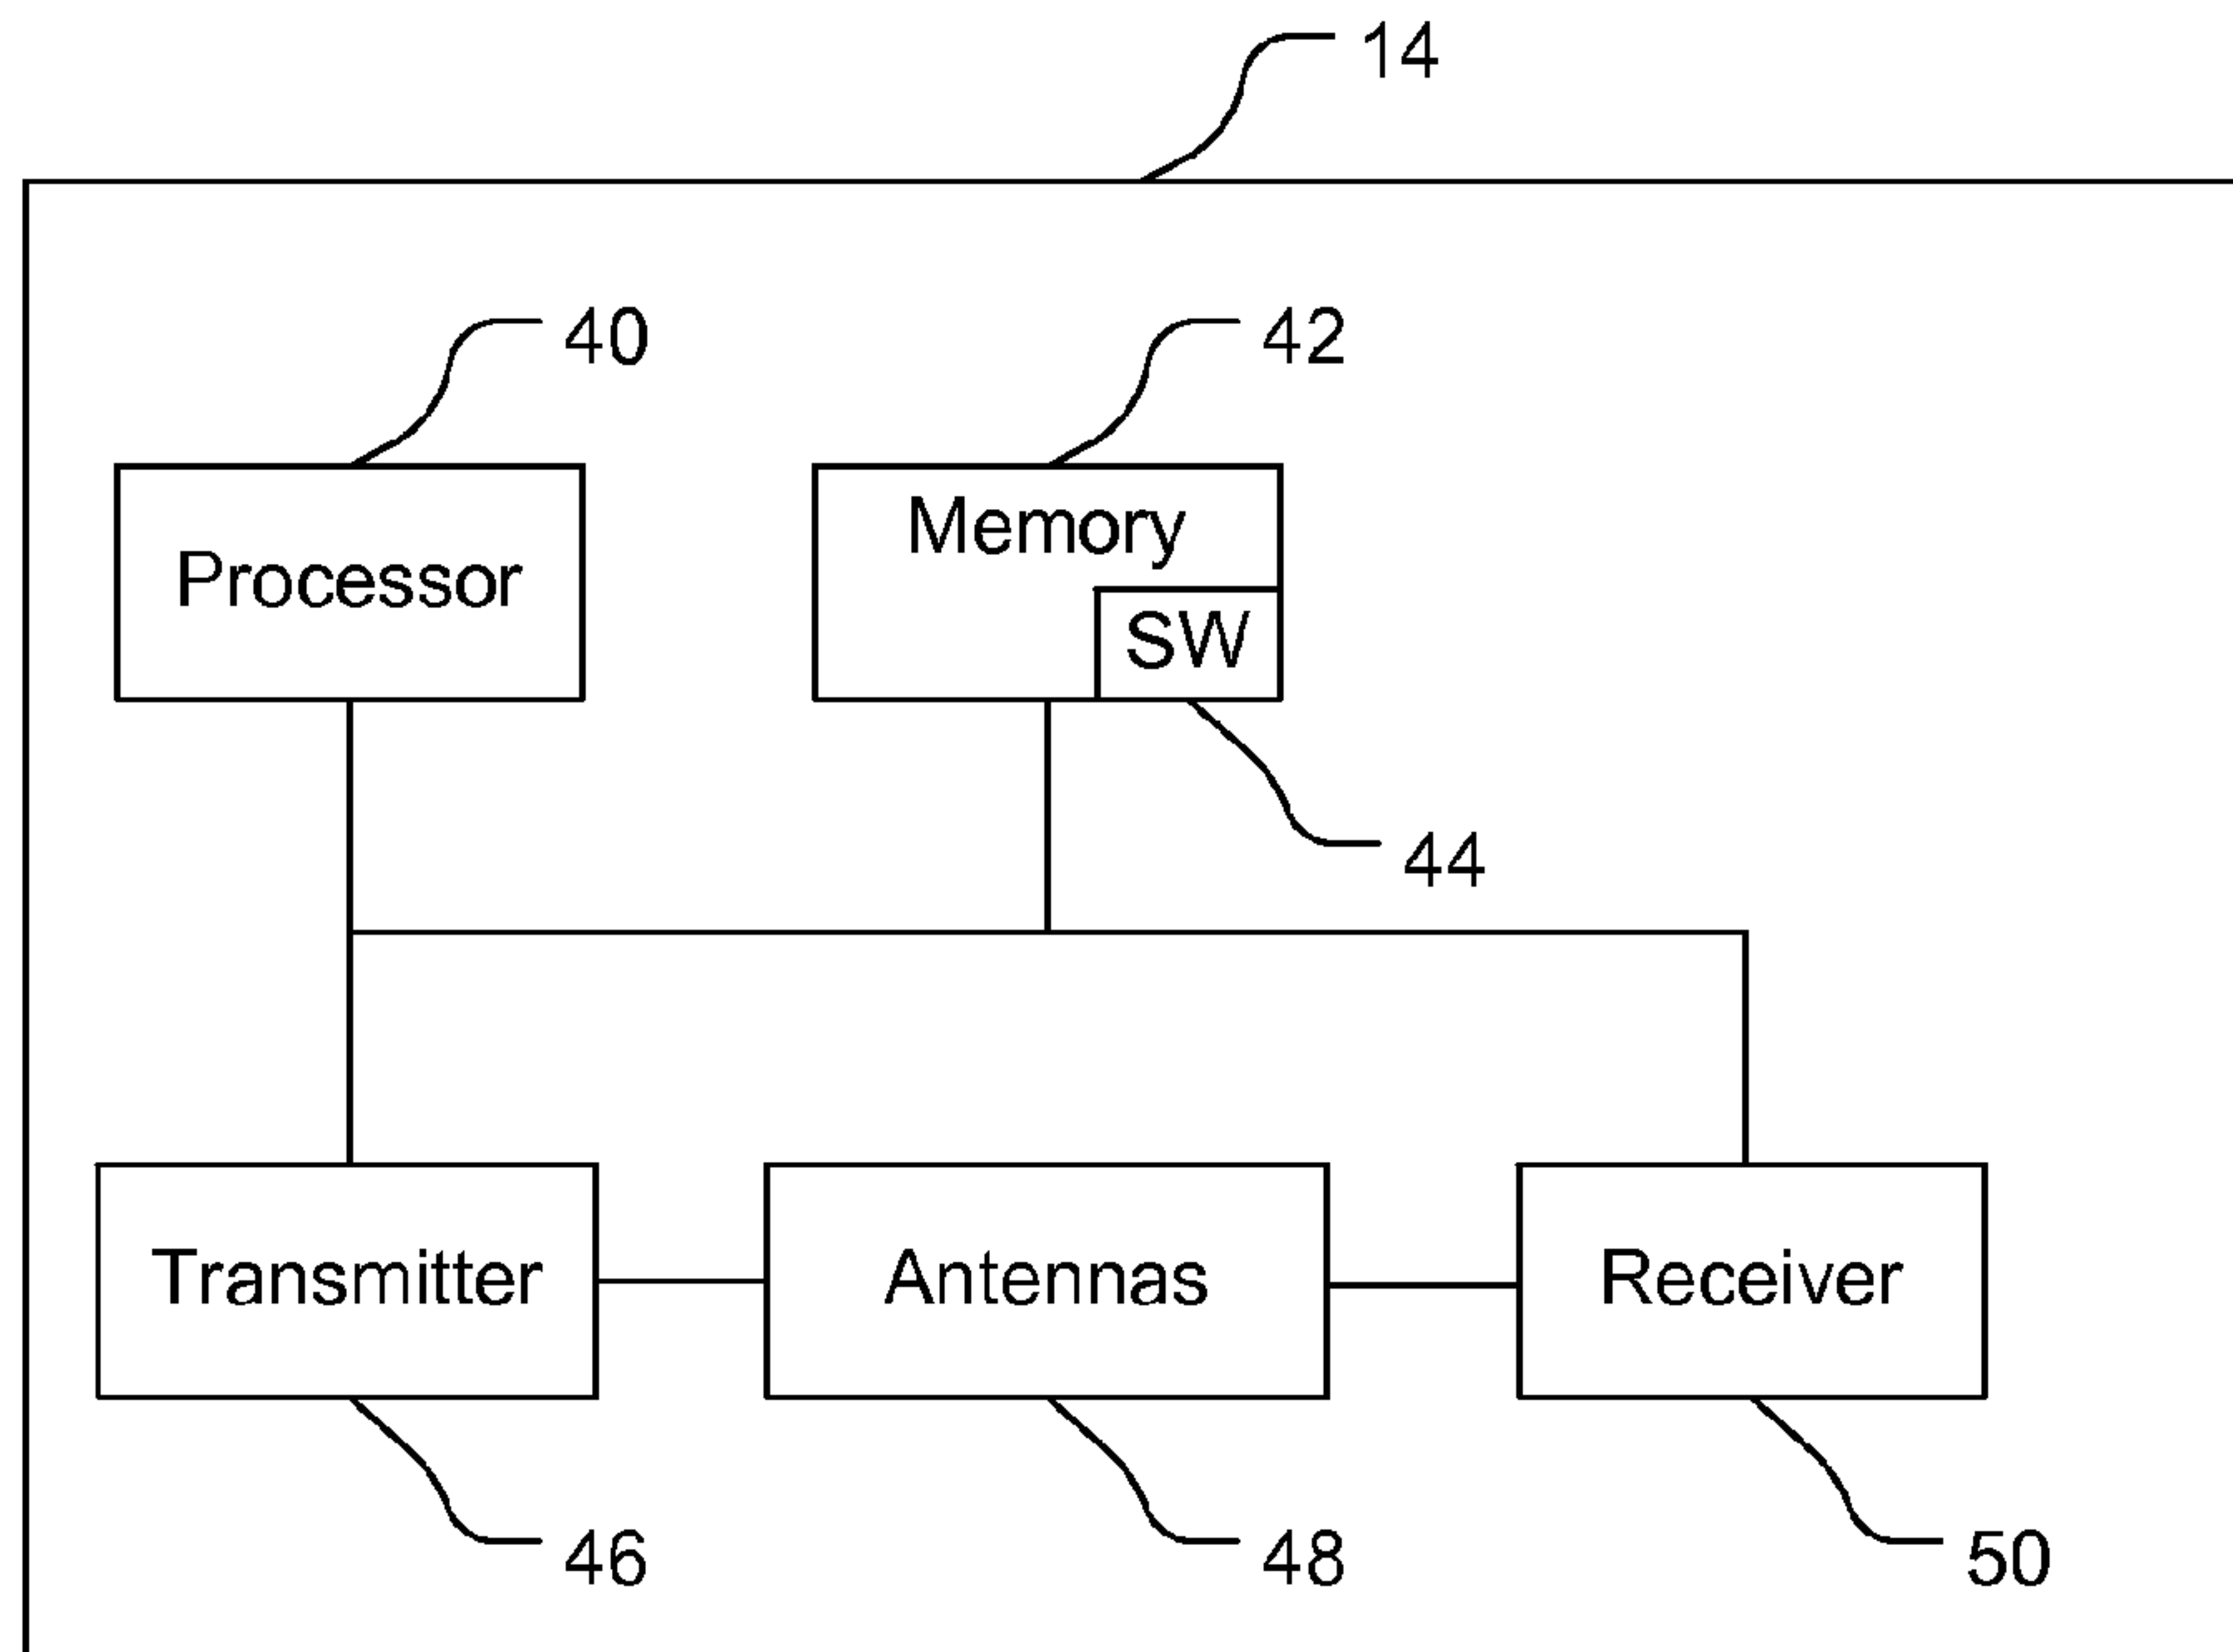 14
40
42
Processor
Memory
SW
44
Transmitter
Antennas
Receiver
46
48
50